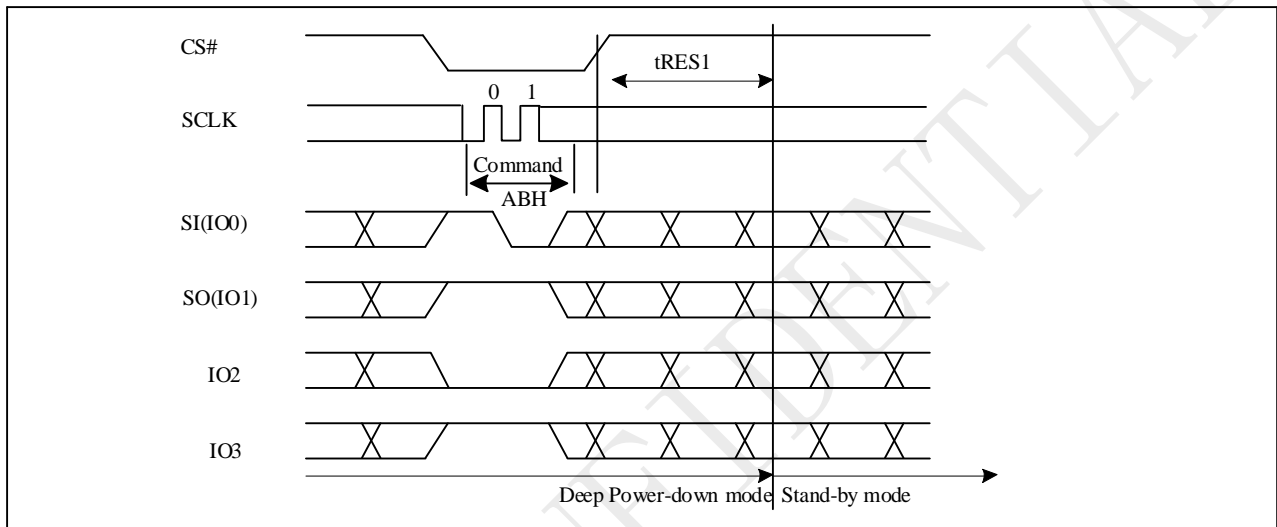 CS#
tRES1
0 1
SCLK
Command
ABH
SI(IO0)
SO(IO1)
IO2
IO3
Deep Power-down mode Stand-by mode
FIDENTIA